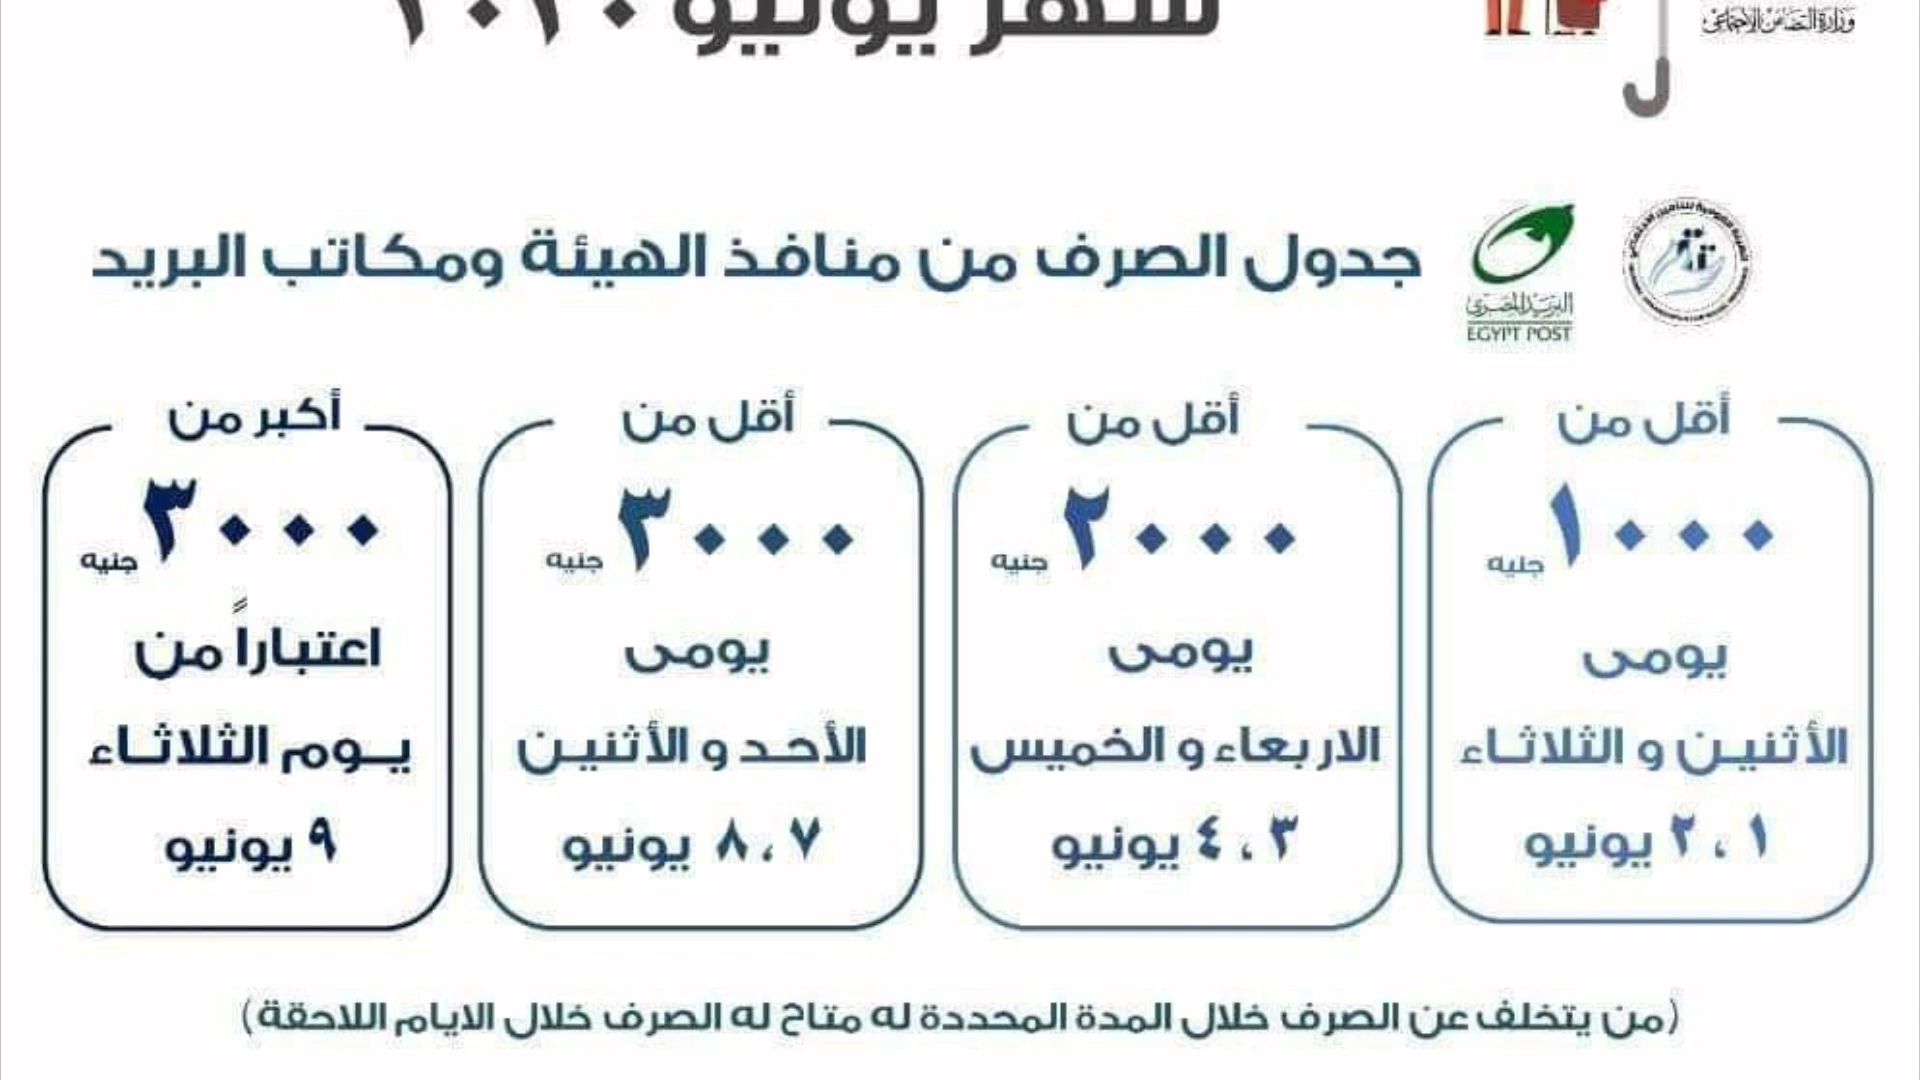 شهر يونيو ٢٠٢٠
وزارة التضامن الاجتماعي
جدول الصرف من منافذ الهيئة ومكاتب البريد
البريد المصري
EGYPT POST
أقل من
١٠٠٠ جنيه
يومى
الأثنين و الثلاثاء
١ ، ٢ يونيو
أقل من
٢٠٠٠ جنيه
يومى
الاربعاء و الخميس
٣ ، ٤ يونيو
أقل من
٣٠٠٠ جنيه
يومى
الأحد و الأثنين
٧ ، ٨ يونيو
أكبر من
٣٠٠٠ جنيه
اعتباراً من
يوم الثلاثاء
٩ يونيو
(من يتخلف عن الصرف خلال المدة المحددة له متاح له الصرف خلال الايام اللاحقة)